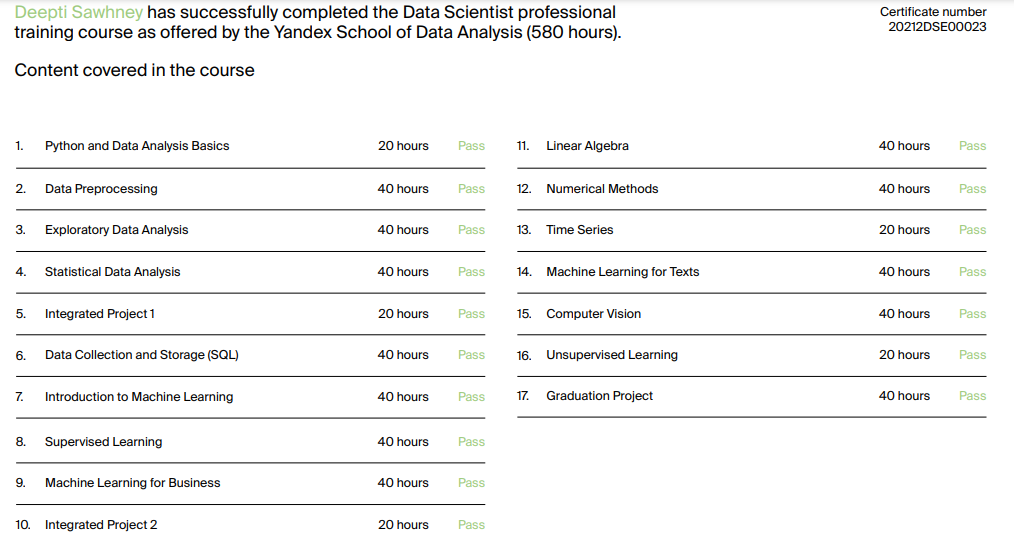 Deepti Sawhney has successfully completed the Data Scientist professional
training course as offered by the Yandex School of Data Analysis (580 hours).
Certificate number
20212DSE00023
Content covered in the course
1. Python and Data Analysis Basics 20 hours Pass
2. Data Preprocessing 40 hours Pass
3. Exploratory Data Analysis 40 hours Pass
4. Statistical Data Analysis 40 hours Pass
5. Integrated Project 1 20 hours Pass
6. Data Collection and Storage (SQL) 40 hours Pass
7. Introduction to Machine Learning 40 hours Pass
8. Supervised Learning 40 hours Pass
9. Machine Learning for Business 40 hours Pass
10. Integrated Project 2 20 hours Pass
11. Linear Algebra 40 hours Pass
12. Numerical Methods 40 hours Pass
13. Time Series 20 hours Pass
14. Machine Learning for Texts 40 hours Pass
15. Computer Vision 40 hours Pass
16. Unsupervised Learning 20 hours Pass
17. Graduation Project 40 hours Pass